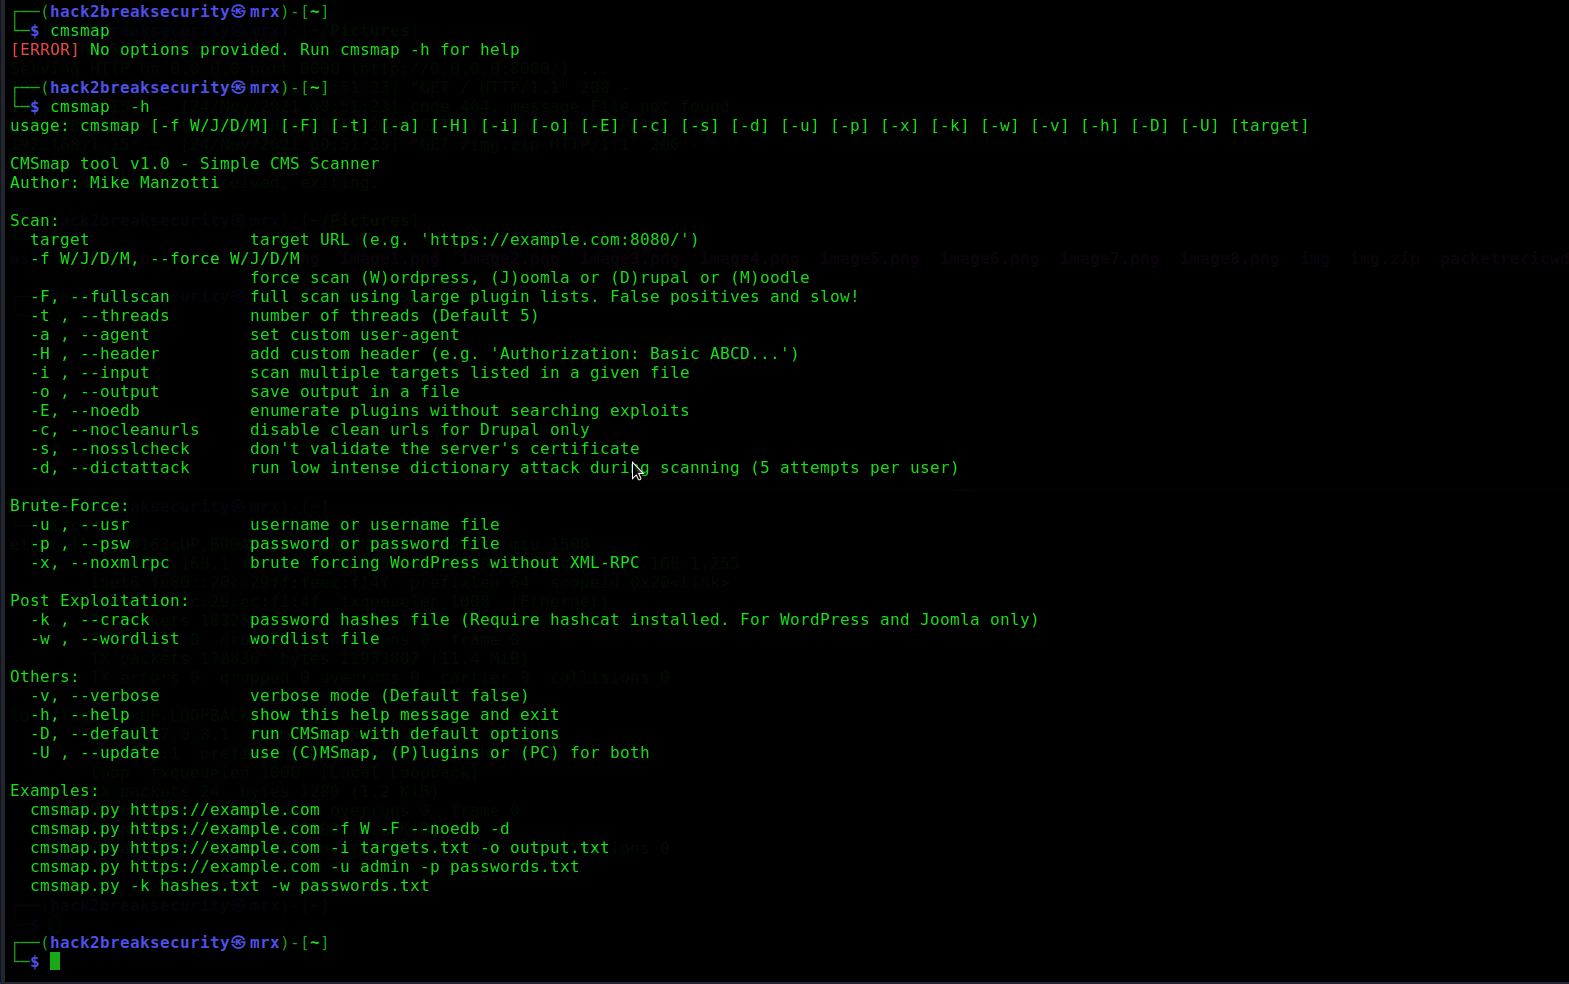 ┌──(hack2breaksecurity㉿mrx)-[~]
└─$ cmsmap
[ERROR] No options provided. Run cmsmap -h for help

┌──(hack2breaksecurity㉿mrx)-[~]
└─$ cmsmap  -h
usage: cmsmap [-f W/J/D/M] [-F] [-t] [-a] [-H] [-i] [-o] [-E] [-c] [-s] [-d] [-u] [-p] [-x] [-k] [-w] [-v] [-h] [-D] [-U] [target]

CMSmap tool v1.0 - Simple CMS Scanner
Author: Mike Manzotti

Scan:
  target                target URL (e.g. 'https://example.com:8080/')
  -f W/J/D/M, --force W/J/D/M
                        force scan (W)ordpress, (J)oomla or (D)rupal or (M)oodle
  -F, --fullscan        full scan using large plugin lists. False positives and slow!
  -t , --threads        number of threads (Default 5)
  -a , --agent          set custom user-agent
  -H , --header         add custom header (e.g. 'Authorization: Basic ABCD...')
  -i , --input          scan multiple targets listed in a given file
  -o , --output         save output in a file
  -E, --noedb           enumerate plugins without searching exploits
  -c, --nocleanurls     disable clean urls for Drupal only
  -s, --nosslcheck      don't validate the server's certificate
  -d, --dictattack      run low intense dictionary attack during scanning (5 attempts per user)

Brute-Force:
  -u , --usr            username or username file
  -p , --psw            password or password file
  -x, --noxmlrpc        brute forcing WordPress without XML-RPC

Post Exploitation:
  -k , --crack          password hashes file (Require hashcat installed. For WordPress and Joomla only)
  -w , --wordlist       wordlist file

Others:
  -v, --verbose         verbose mode (Default false)
  -h, --help            show this help message and exit
  -D, --default         run CMSmap with default options
  -U , --update         use (C)MSmap, (P)lugins or (PC) for both

Examples:
  cmsmap.py https://example.com
  cmsmap.py https://example.com -f W -F --noedb -d
  cmsmap.py https://example.com -i targets.txt -o output.txt
  cmsmap.py https://example.com -u admin -p passwords.txt
  cmsmap.py -k hashes.txt -w passwords.txt

┌──(hack2breaksecurity㉿mrx)-[~]
└─$